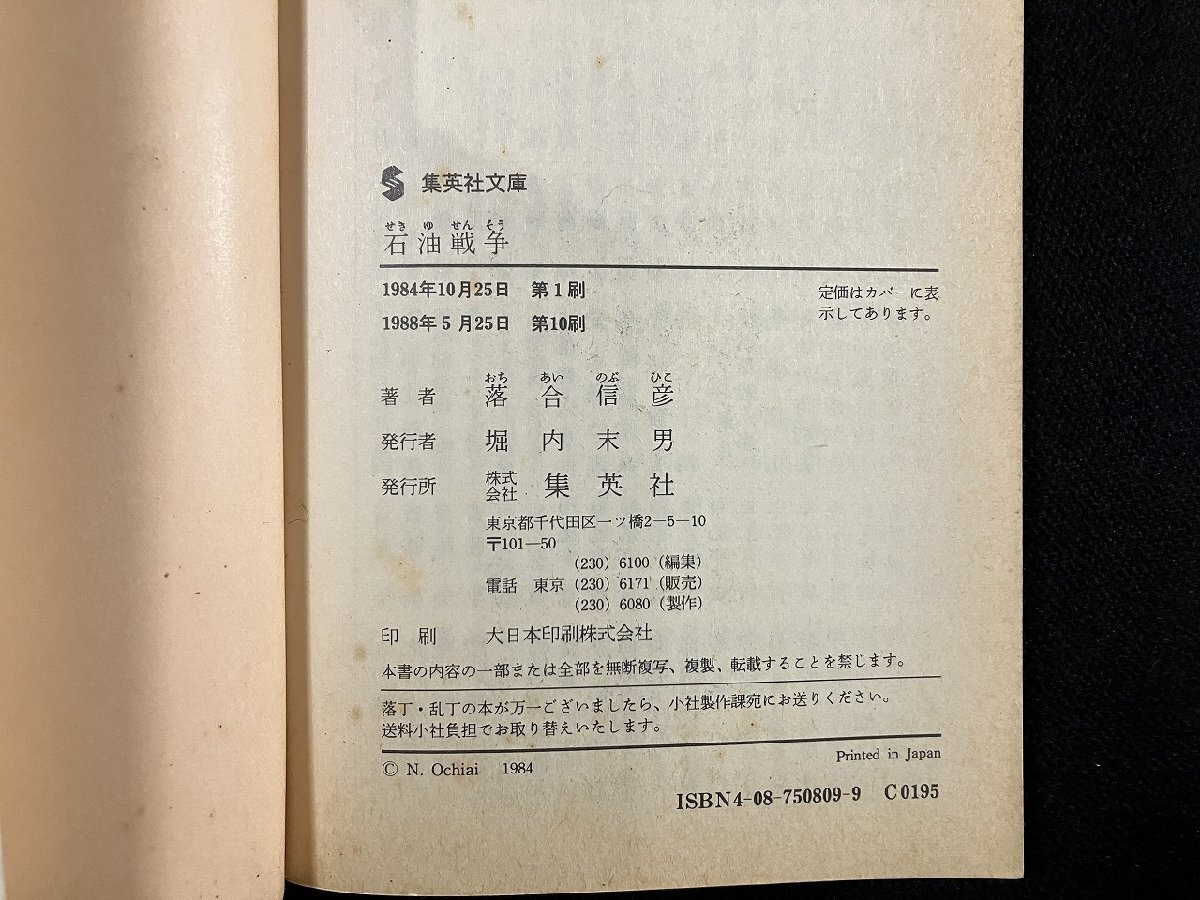 集英社文庫
せき ゆ せん そう
石油戦争
1984年10月25日 第1刷
1988年5月25日 第10刷
定価はカバーに表
示してあります。
おち あい のぶ ひこ
著者 落合信彦
発行者 堀内末男
発行所 株式会社 集英社
東京都千代田区一ッ橋2—5—10
〒101—50
(230) 6100 (編集)
電話 東京 (230) 6171 (販売)
(230) 6080 (製作)
印刷 大日本印刷株式会社
本書の内容の一部または全部を無断複写、複製、転載することを禁じます。
落丁・乱丁の本が万一ございましたら、小社製作課宛にお送りください。
送料小社負担でお取り替えいたします。
© N. Ochiai 1984
Printed in Japan
ISBN4-08-750809-9 C0195